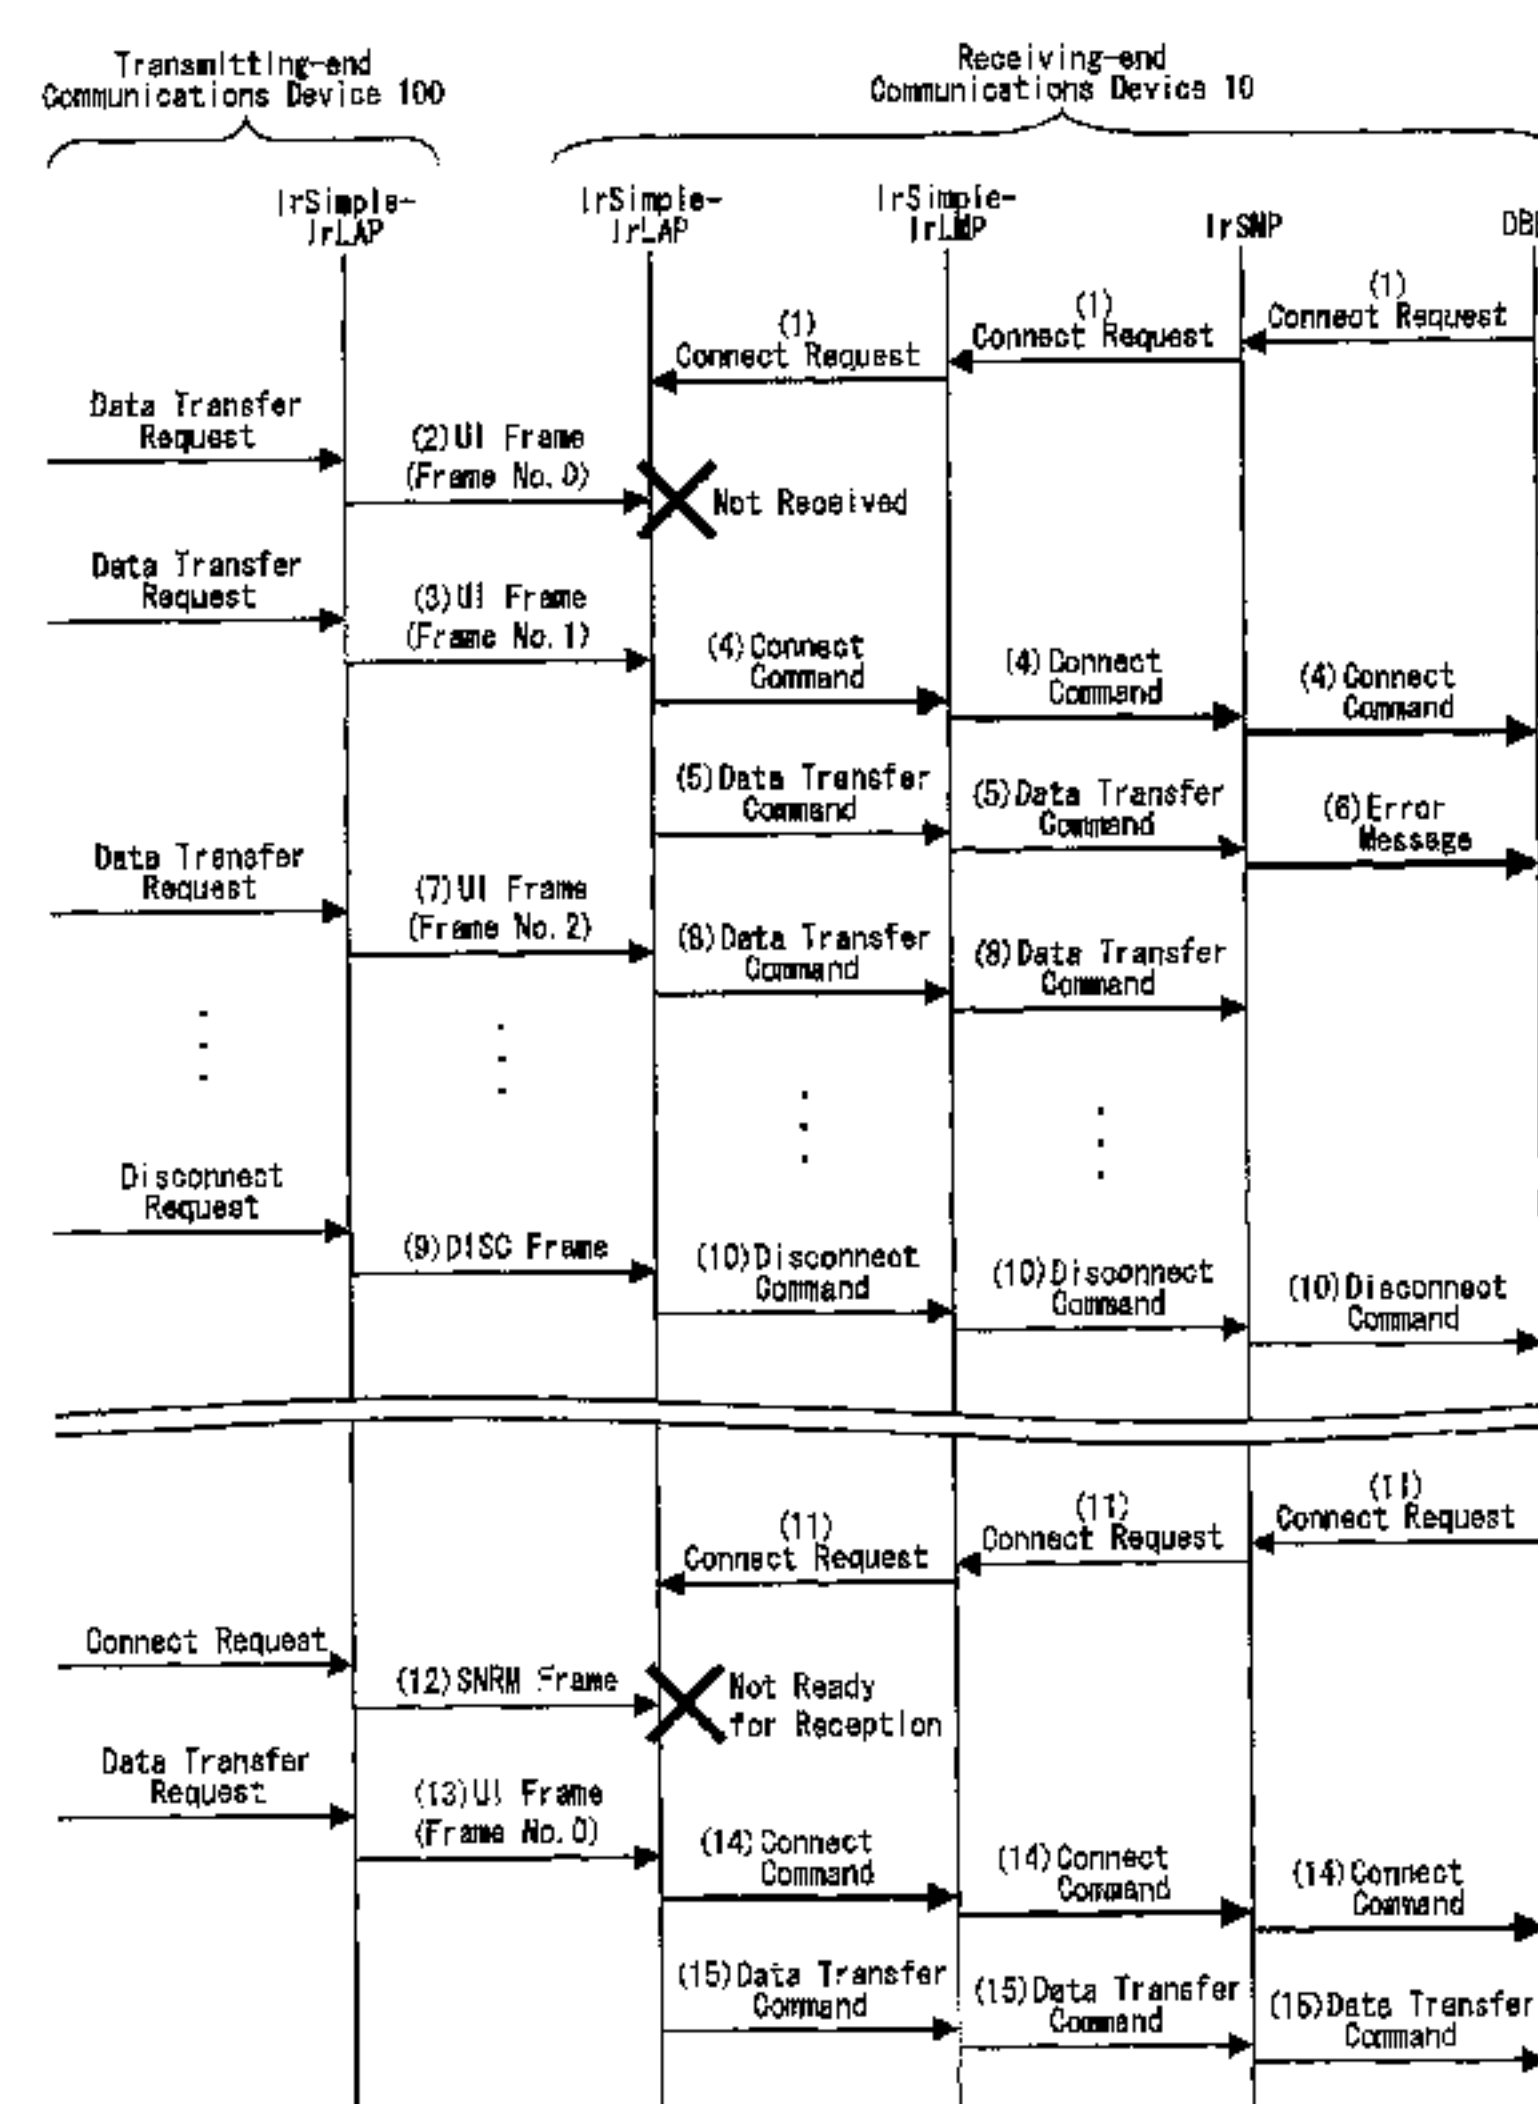 Transmitting-end
Communications Device 100
Receiving-end
Communications Device 10
IrSimple-
IrLAP
IrSimple-
IrLAP
IrSimple-
IrLMP
IrSMP
(1)
Connect Request
(1)
Connect Request
(1)
Connect Request
Data Transfer
Request
(2)UI Frame
(Frame No.0)
Not Received
Data Transfer
Request
(3)UI Frame
(Frame No.1)
(4)Connect
Command
(4)Connect
Command
(4)Connect
Command
(5)Data Transfer
Command
(5)Data Transfer
Command
(6)Error
Message
Data Transfer
Request
(7)UI Frame
(Frame No.2)
(8)Data Transfer
Command
(8)Data Transfer
Command
Disconnect
Request
(9)DISC Frame
(10)Disconnect
Command
(10)Disconnect
Command
(10)Disconnect
Command
(11)
Connect Request
(11)
Connect Request
(11)
Connect Request
Connect Request
(12)SNRM Frame
Not Ready
for Reception
Data Transfer
Request
(13)UI Frame
(Frame No.0)
(14)Connect
Command
(14)Connect
Command
(14)Connect
Command
(15)Data Transfer
Command
(15)Data Transfer
Command
(15)Data Transfer
Command